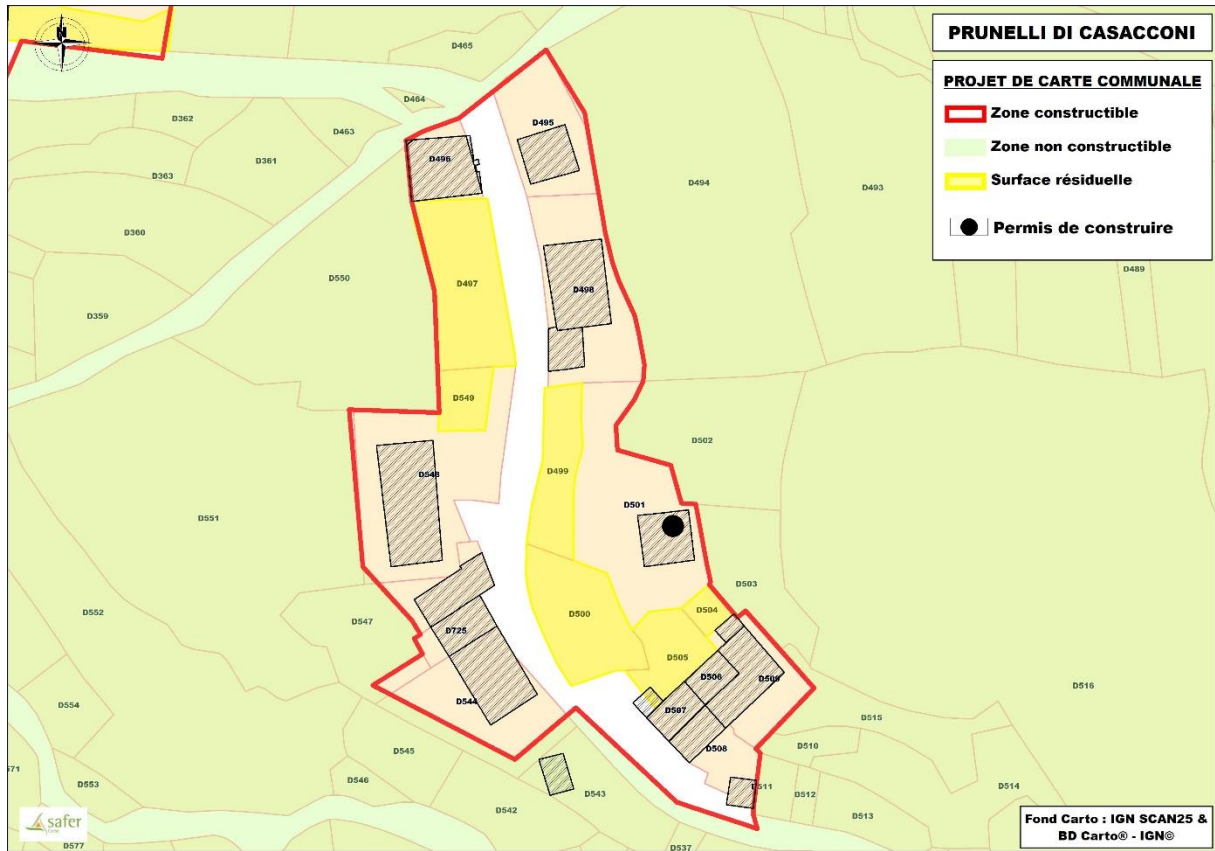 PRUNELLI DI CASACCONI
PROJET DE CARTE COMMUNALE
Zone constructible
Zone non constructible
Surface résiduelle
Permis de construire
N
D465
D464
D495
D362
D463
D496
D361
D363
D494
D493
D360
D550
D497
D498
D489
D359
D549
D502
D499
D548
D501
D551
D503
D552
D547
D500
D504
D725
D505
D506
D509
D516
D544
D507
D554
D515
D508
D510
D545
571
D546
D511
D553
D543
D512
D514
D542
D513
safer
Corse
D577
D537
Fond Carto : IGN SCAN25 &
BD Carto® - IGN©